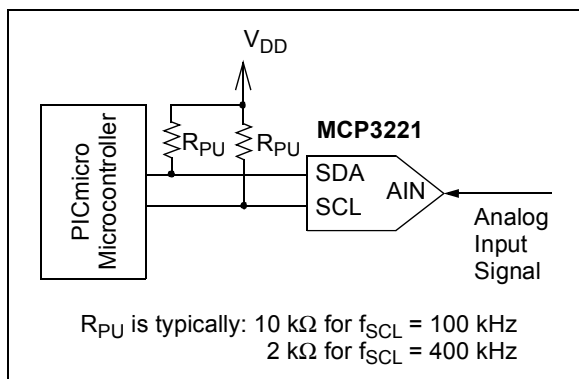 VDD
PICmicro
Microcontroller
RPU
RPU
MCP3221
SDA
SCL
AIN
Analog
Input
Signal
RPU is typically: 10 kΩ for fSCL = 100 kHz
2 kΩ for fSCL = 400 kHz